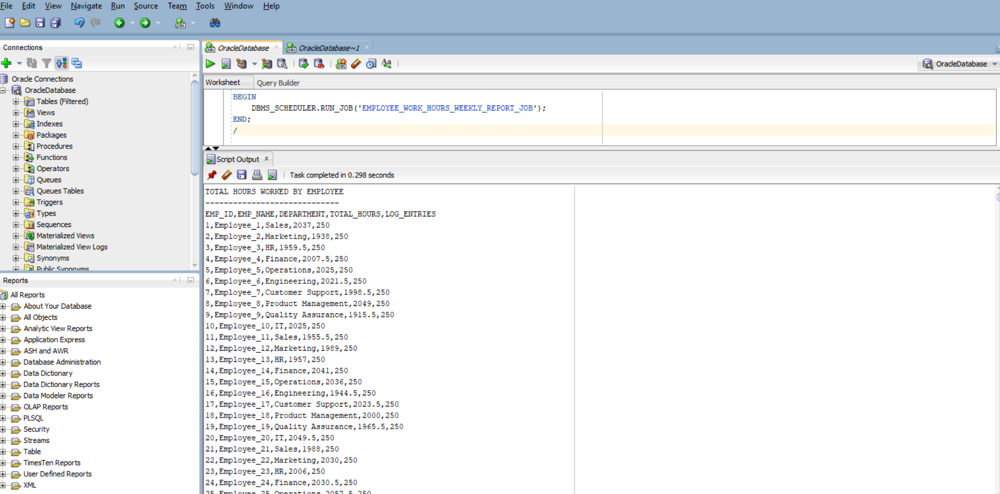 File Edit View Navigate Run Source Team Tools Window Help
Connections
Oracle Connections
OracleDatabase
Tables (Filtered)
Views
Indexes
Packages
Procedures
Functions
Operators
Queues
Queues Tables
Triggers
Types
Sequences
Materialized Views
Materialized View Logs
Synonyms
Public Synonyms
Reports
All Reports
About Your Database
All Objects
Analytic View Reports
Application Express
ASH and AWR
Database Administration
Data Dictionary
Data Dictionary Reports
Data Modeler Reports
OLAP Reports
PLSQL
Security
Streams
Table
TimesTen Reports
User Defined Reports
XML
OracleDatabase OracleDatabase~1
OracleDatabase
Worksheet Query Builder
BEGIN
DBMS_SCHEDULER.RUN_JOB('EMPLOYEE_WORK_HOURS_WEEKLY_REPORT_JOB');
END;
/
Script Output x
Task completed in 0.298 seconds
TOTAL HOURS WORKED BY EMPLOYEE
-----------------------------
EMP_ID,EMP_NAME,DEPARTMENT,TOTAL_HOURS,LOG_ENTRIES
1,Employee_1,Sales,2037,250
2,Employee_2,Marketing,1938,250
3,Employee_3,HR,1959.5,250
4,Employee_4,Finance,2007.5,250
5,Employee_5,Operations,2025,250
6,Employee_6,Engineering,2021.5,250
7,Employee_7,Customer Support,1998.5,250
8,Employee_8,Product Management,2049,250
9,Employee_9,Quality Assurance,1915.5,250
10,Employee_10,IT,2025,250
11,Employee_11,Sales,1955.5,250
12,Employee_12,Marketing,1989,250
13,Employee_13,HR,1957,250
14,Employee_14,Finance,2041,250
15,Employee_15,Operations,2036,250
16,Employee_16,Engineering,1944.5,250
17,Employee_17,Customer Support,2023.5,250
18,Employee_18,Product Management,2000,250
19,Employee_19,Quality Assurance,1965.5,250
20,Employee_20,IT,2049.5,250
21,Employee_21,Sales,1988,250
22,Employee_22,Marketing,2030,250
23,Employee_23,HR,2006,250
24,Employee_24,Finance,2030.5,250
25,Employee_25,Operations,2057.5,250